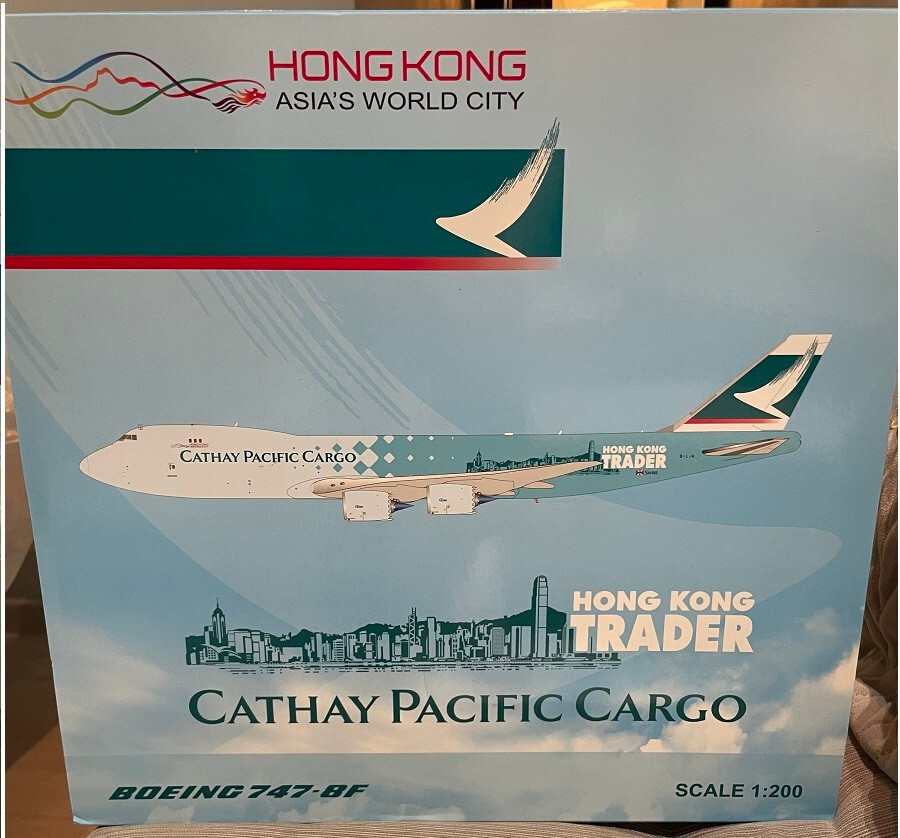 HONG KONG
ASIA'S WORLD CITY
CATHAY PACIFIC CARGO
HONG KONG
TRADER
SWIRE
HONG KONG
TRADER
CATHAY PACIFIC CARGO
BOEING 747-8F
SCALE 1:200